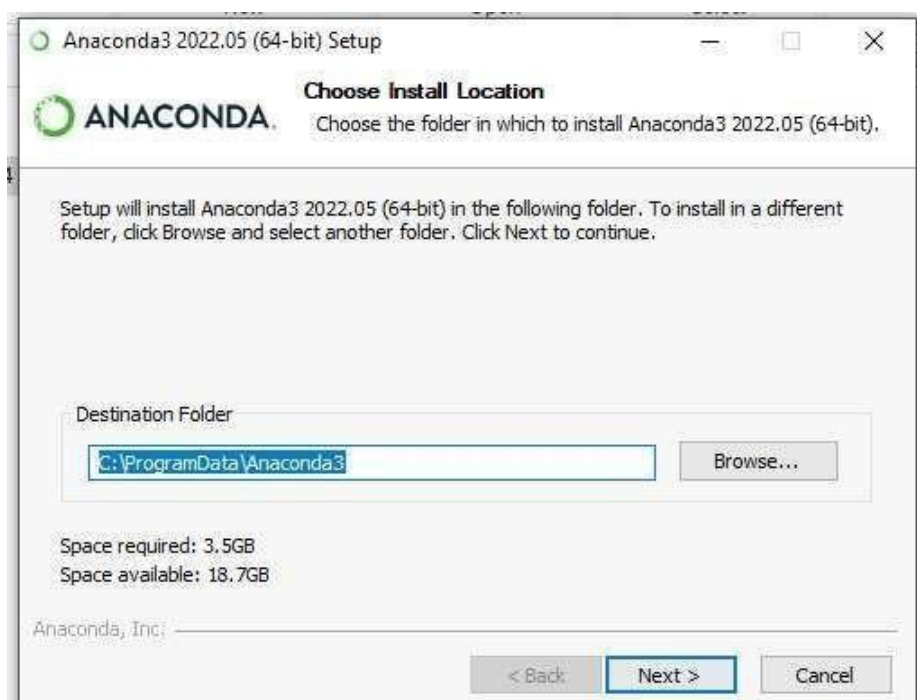 Anaconda3 2022.05 (64-bit) Setup
ANACONDA.
Choose Install Location
Choose the folder in which to install Anaconda3 2022.05 (64-bit).
4
Setup will install Anaconda3 2022.05 (64-bit) in the following folder. To install in a different
folder, click Browse and select another folder. Click Next to continue.
Destination Folder
C:\ProgramData\Anaconda3
Browse...
Space required: 3.5GB
Space available: 18.7GB
Anaconda, Inc.
< Back
Next >
Cancel